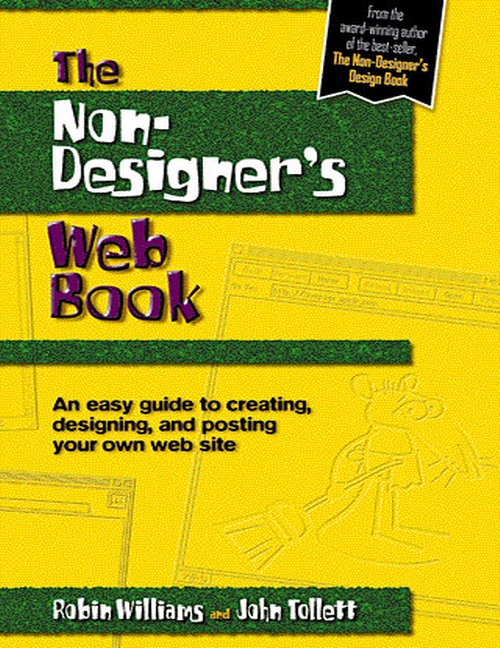 From the
award-winning author
of the best-seller,
The Non-Designer's
Design Book
The
Non-
Designer's
Web
Book
An easy guide to creating,
designing, and posting
your own web site
Robin Williams and John Tollett